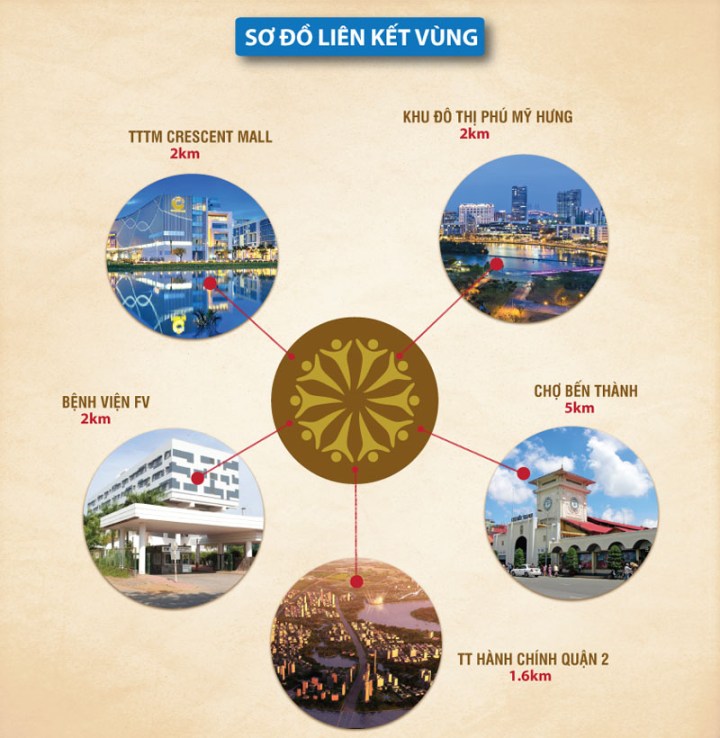 SƠ ĐỒ LIÊN KẾT VÙNG
TTTM CRESCENT MALL
2km
KHU ĐÔ THỊ PHÚ MỸ HƯNG
2km
BỆNH VIỆN FV
2km
CHỢ BẾN THÀNH
5km
TT HÀNH CHÍNH QUẬN 2
1.6km